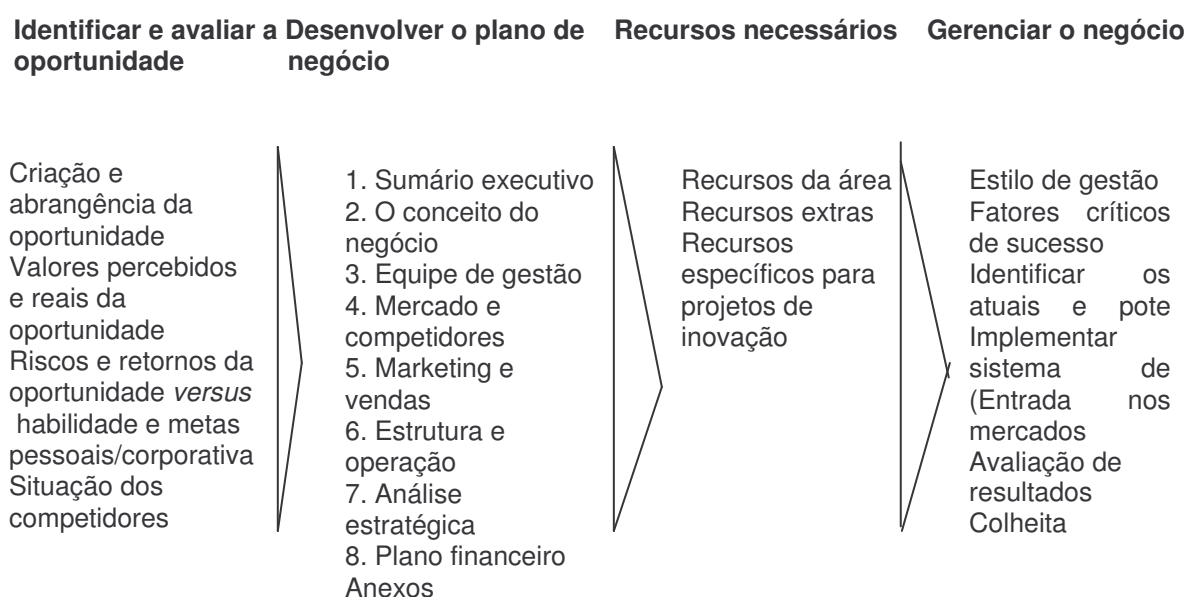 Identificar e avaliar a
oportunidade
Desenvolver o plano de
negócio
Recursos necessários
Gerenciar o negócio
Criação e
abrangência da
oportunidade
Valores percebidos
e reais da
oportunidade
Riscos e retornos da
oportunidade versus
habilidade e metas
pessoais/corporativa
Situação dos
competidores
1. Sumário executivo
2. O conceito do
negócio
3. Equipe de gestão
4. Mercado e
competidores
5. Marketing e
vendas
6. Estrutura e
operação
7. Análise
estratégica
8. Plano financeiro
Anexos
Recursos da área
Recursos extras
Recursos
específicos para
projetos de
inovação
Estilo de gestão
Fatores críticos
de sucesso
Identificar os
atuais e pote
Implementar
sistema de
(Entrada nos
mercados
Avaliação de
resultados
Colheita